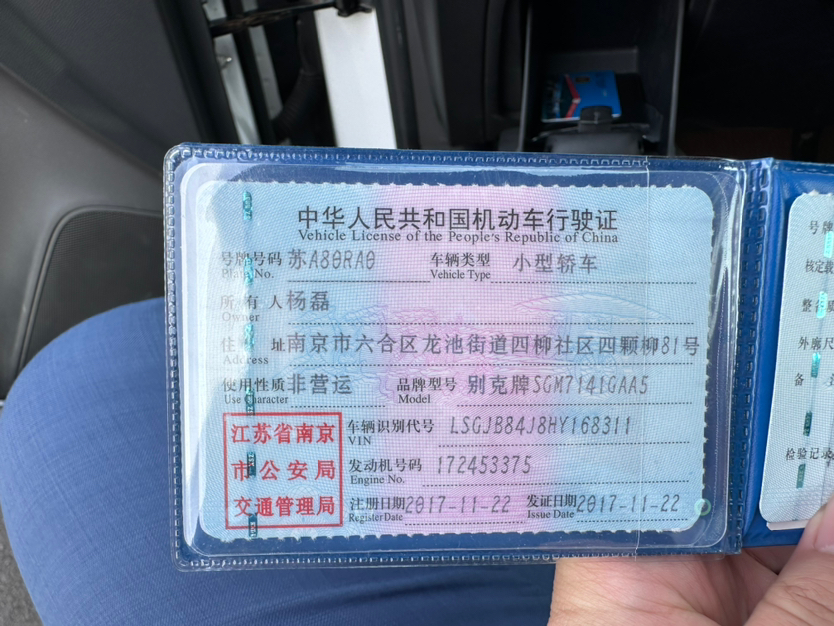 中华人民共和国机动车行驶证
Vehicle License of the People's Republic of China
号牌号码 苏A80RA0 车辆类型 小型轿车
Plate No. Vehicle Type
所有人 杨磊
Owner
住址 南京市六合区龙池街道四柳社区四颗柳81号
Address
使用性质 非营运 品牌型号 别克牌SGM7141GAA5
Use Character Model
江苏省南京
市公安局
交通管理局
车辆识别代号 LSGJB84J8HY168311
VIN
发动机号码 172453375
Engine No.
注册日期 2017-11-22 发证日期 2017-11-22
Register Date Issue Date
号牌
核定载
整
外廓尺
备
检验记录